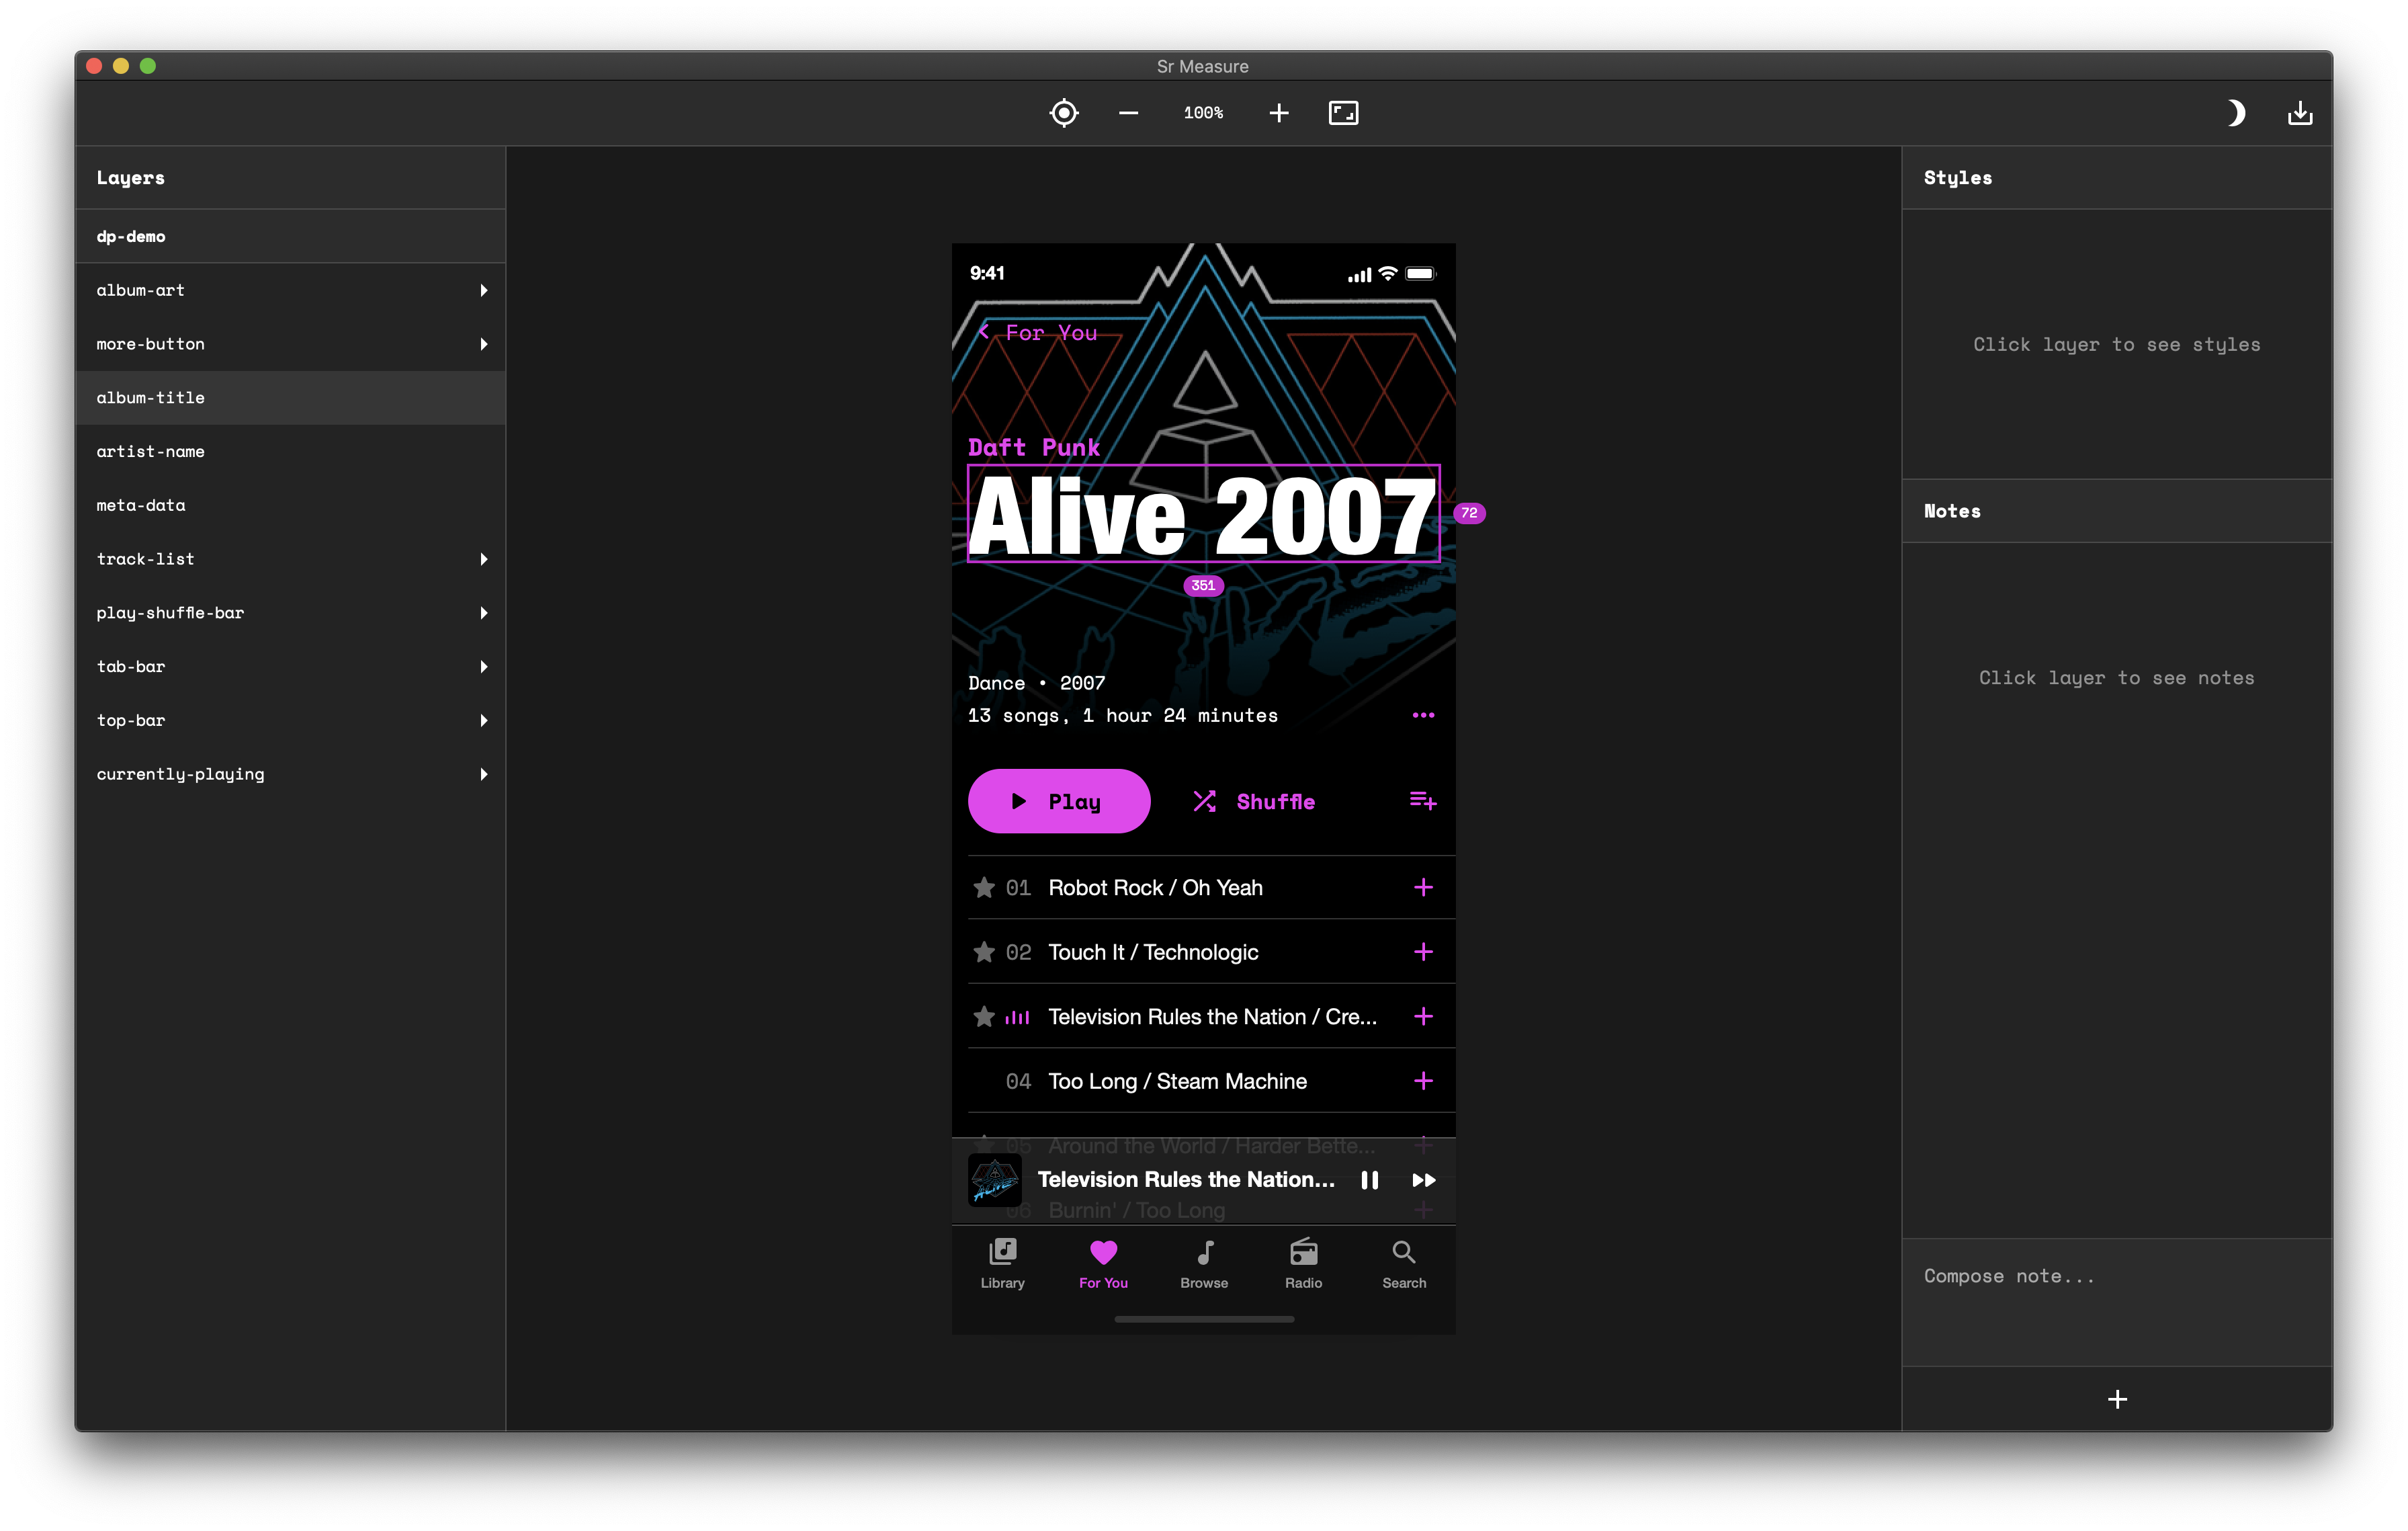 Sr Measure
100%
Layers
dp-demo
album-art
more-button
album-title
artist-name
meta-data
track-list
play-shuffle-bar
tab-bar
top-bar
currently-playing
9:41
For You
Daft Punk
Alive 2007
72
351
Dance • 2007
13 songs, 1 hour 24 minutes
Play
Shuffle
01 Robot Rock / Oh Yeah
02 Touch It / Technologic
Television Rules the Nation / Cre...
04 Too Long / Steam Machine
05 Around the World / Harder Bette...
ALIVE
Television Rules the Nation...
06 Burnin' / Too Long
Library
For You
Browse
Radio
Search
Styles
Click layer to see styles
Notes
Click layer to see notes
Compose note...